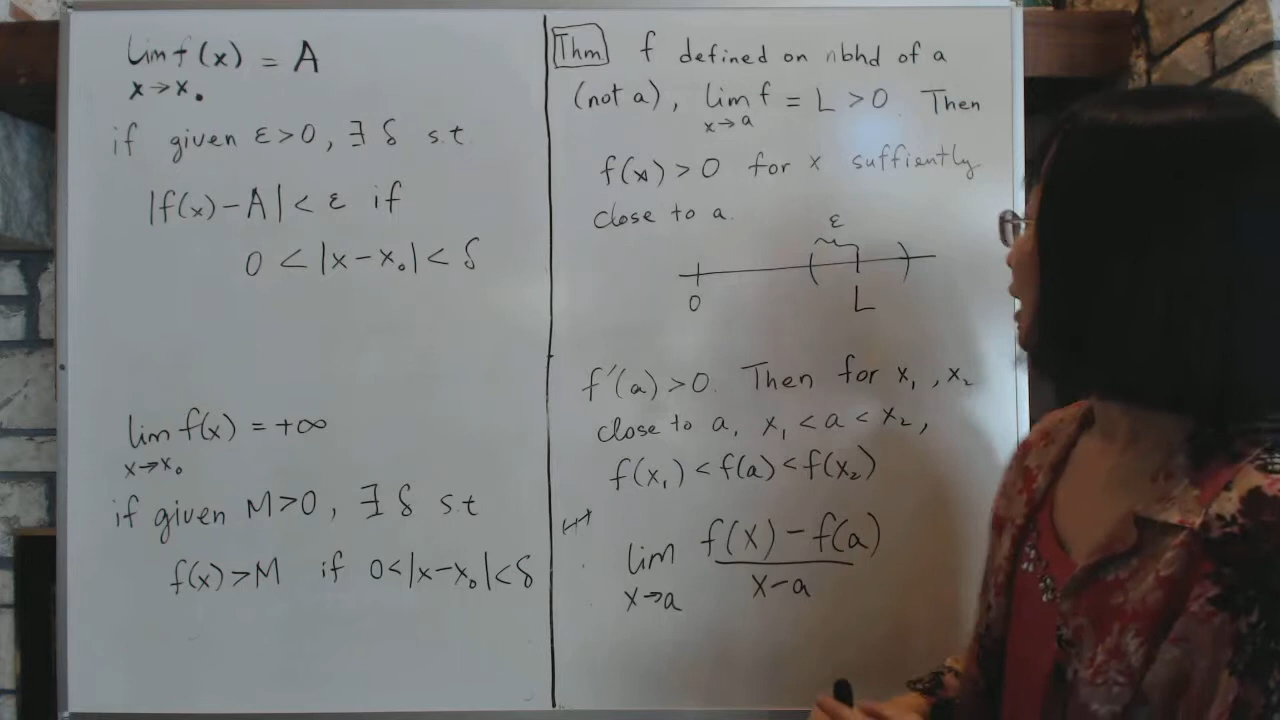 lim f(x) = A
x→x₀
if given ε>0, ∃ δ s.t
|f(x)-A| < ε if
0 < |x-x₀| < δ
lim f(x) = +∞
x→x₀
if given M>0, ∃ δ s.t
f(x)>M if 0<|x-x₀|<δ
Thm f defined on nbhd of a
(not a), lim f = L > 0 Then
x→a
f(x) > 0 for x suffiently
close to a.
ε
0 L
f'(a)>0. Then for x₁, x₂
close to a, x₁ < a < x₂,
f(x₁) < f(a) < f(x₂)
lim f(x) - f(a)
x→a x-a